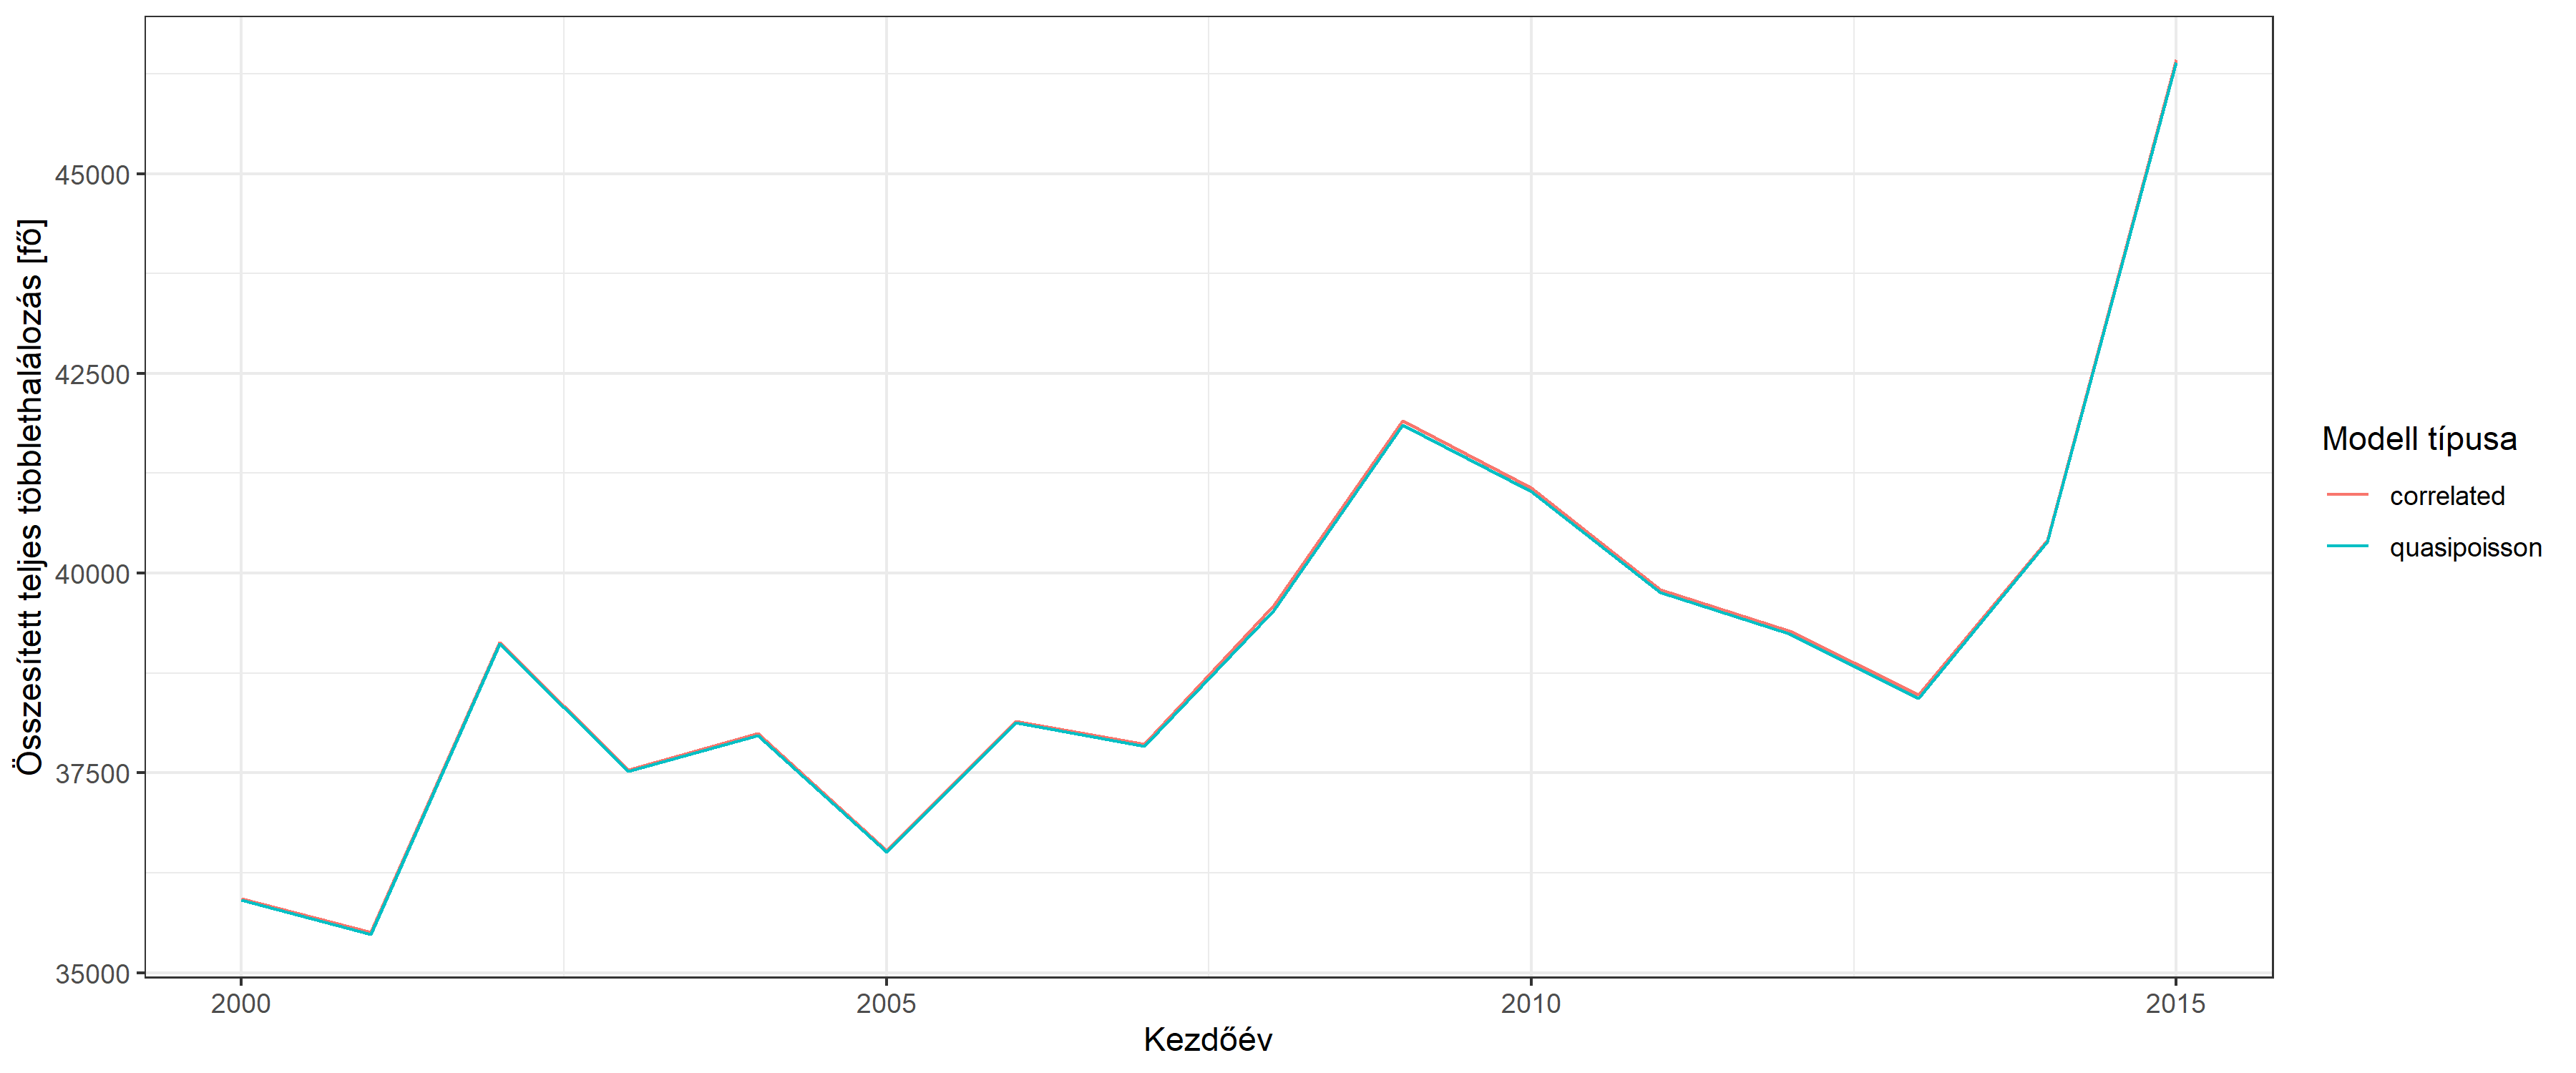 Összesített teljes többlethalálozás [fő]
45000
42500
40000
37500
35000
2000
2005
2010
2015
Kezdőév
Modell típusa
correlated
quasipoisson